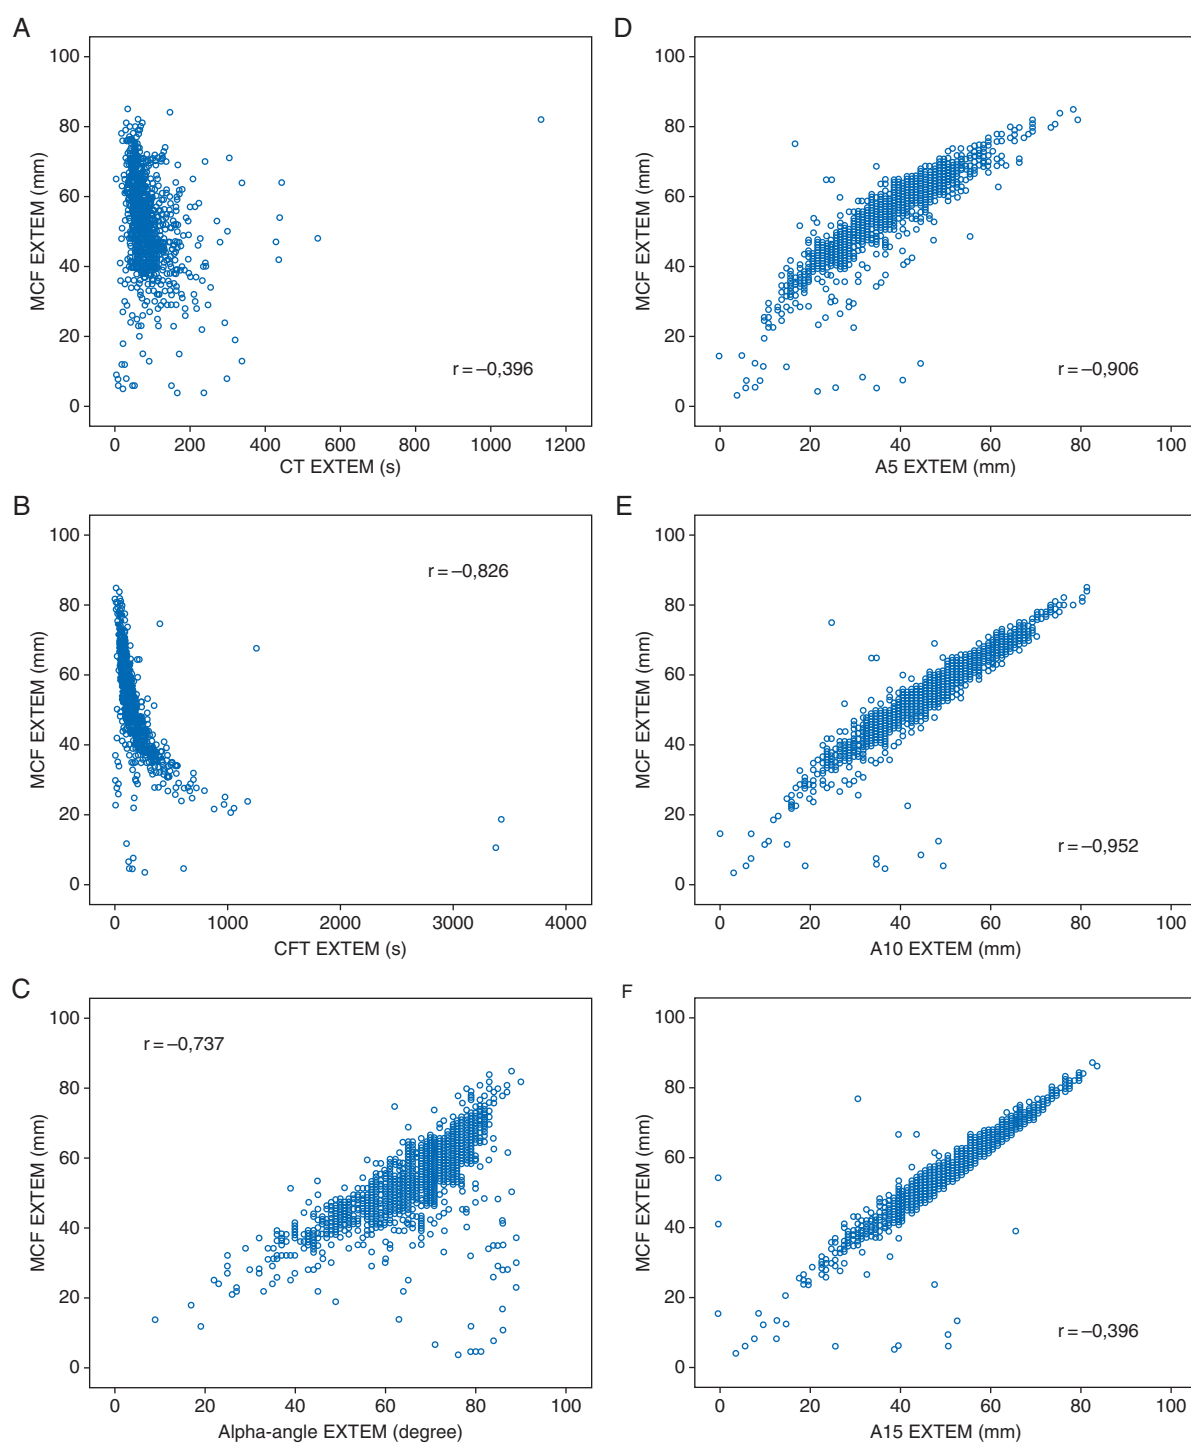 A
100
80
60
40
20
0
MCF EXTEM (mm)
r = –0,396
0 200 400 600 800 1000 1200
CT EXTEM (s)
B
100
80
60
40
20
0
MCF EXTEM (mm)
r = –0,826
0 1000 2000 3000 4000
CFT EXTEM (s)
C
100
80
60
40
20
0
MCF EXTEM (mm)
r = –0,737
0 20 40 60 80 100
Alpha-angle EXTEM (degree)
D
100
80
60
40
20
0
MCF EXTEM (mm)
r = –0,906
0 20 40 60 80 100
A5 EXTEM (mm)
E
100
80
60
40
20
0
MCF EXTEM (mm)
r = –0,952
0 20 40 60 80 100
A10 EXTEM (mm)
F
100
80
60
40
20
0
MCF EXTEM (mm)
r = –0,396
0 20 40 60 80 100
A15 EXTEM (mm)